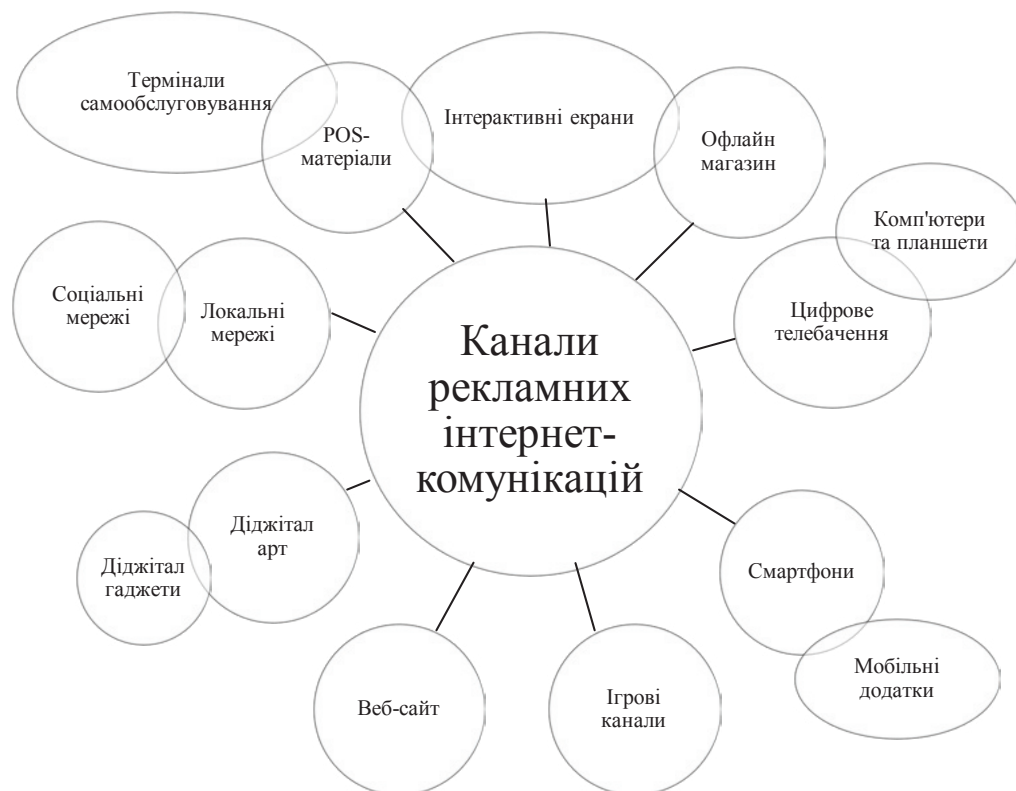 Термінали
самообслуговування
POS-
матеріали
Інтерактивні екрани
Офлайн
магазин
Комп'ютери
та планшети
Соціальні
мережі
Локальні
мережі
Цифрове
телебачення
Канали
рекламних
інтернет-
комунікацій
Діджітал
арт
Діджітал
гаджети
Смартфони
Веб-сайт
Ігрові
канали
Мобільні
додатки